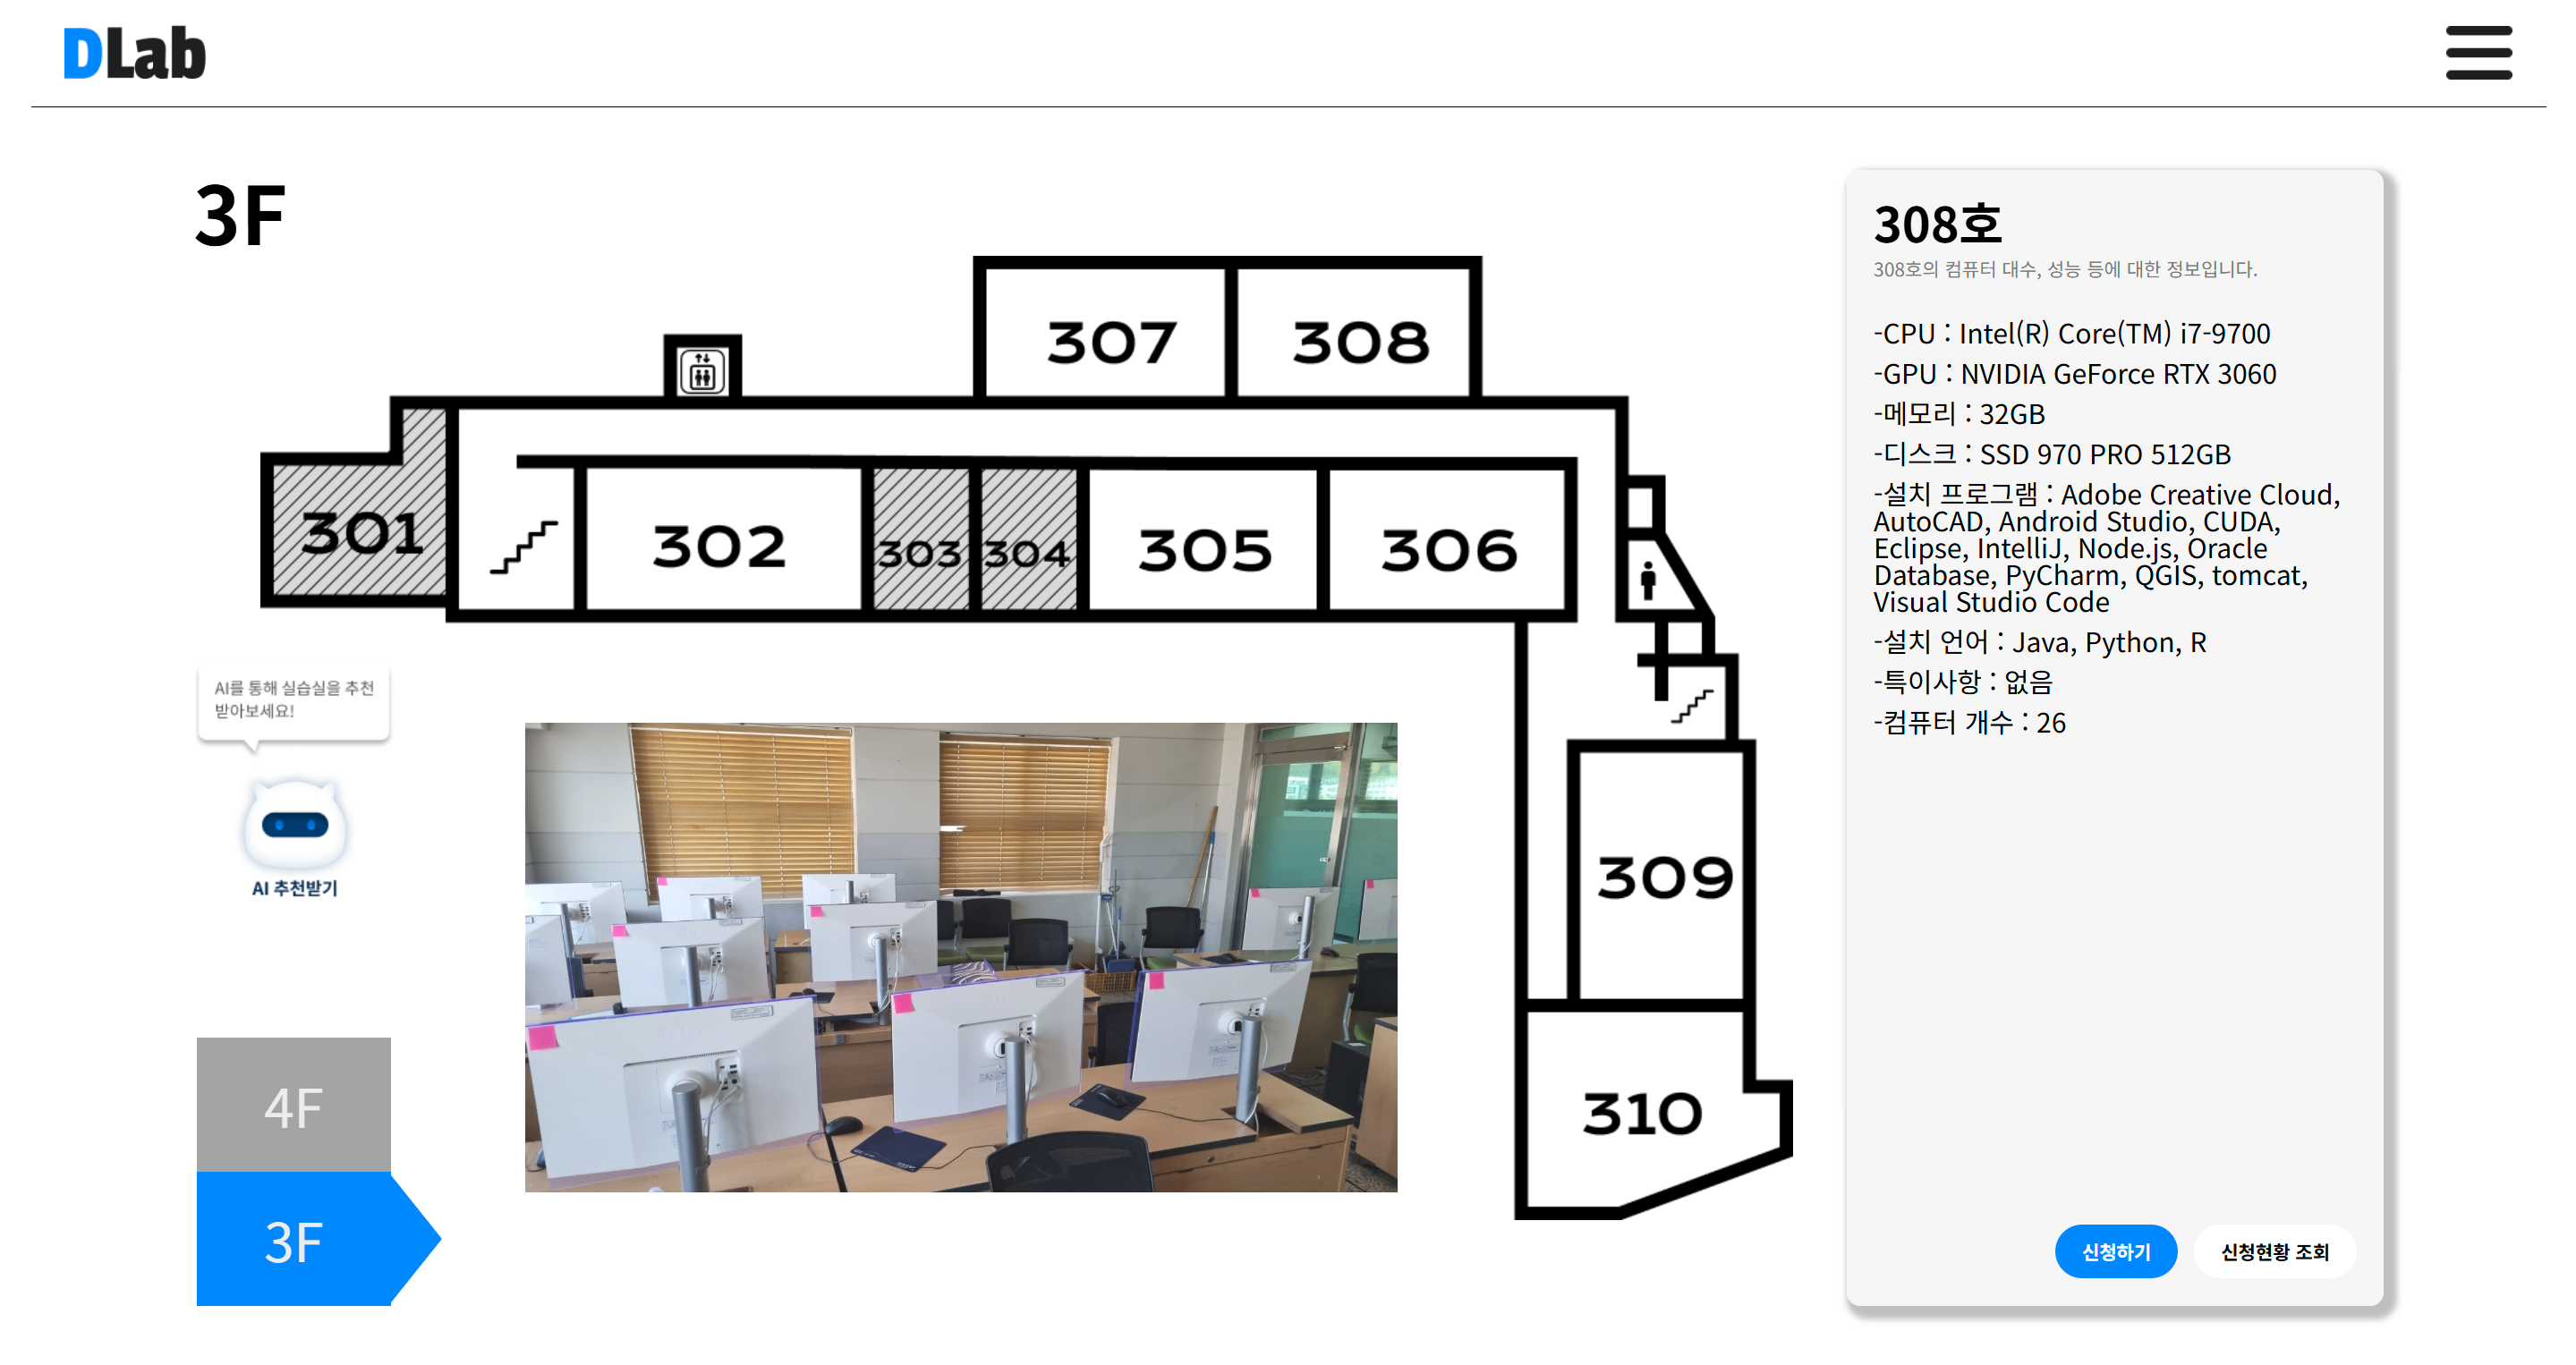 DLab
3F
307
308
301
302
303
304
305
306
309
310
AI를 통해 실습실을 추천
받아보세요!
AI 추천받기
4F
3F
308호
308호의 컴퓨터 대수, 성능 등에 대한 정보입니다.
-CPU : Intel(R) Core(TM) i7-9700
-GPU : NVIDIA GeForce RTX 3060
-메모리 : 32GB
-디스크 : SSD 970 PRO 512GB
-설치 프로그램 : Adobe Creative Cloud,
AutoCAD, Android Studio, CUDA,
Eclipse, IntelliJ, Node.js, Oracle
Database, PyCharm, QGIS, tomcat,
Visual Studio Code
-설치 언어 : Java, Python, R
-특이사항 : 없음
-컴퓨터 개수 : 26
신청하기
신청현황 조회